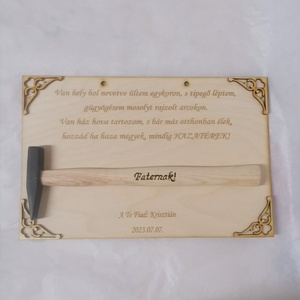 Van hely hol nevetve ültem egykoron, s tipegő léptem,
gügyögésem mosolyt rajzolt arcokon.
Van ház hova tartozom, s bár más otthonban élek,
hozzád ha haza megyek, mindig HAZATÉREK!
Faternak!
A Te Fiad: Krisztián
2023.07.07.